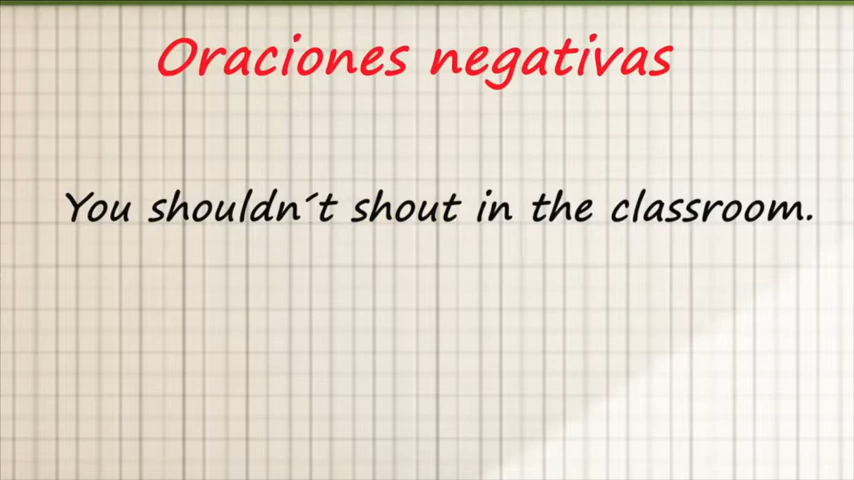 Oraciones negativas
You shouldn´t shout in the classroom.